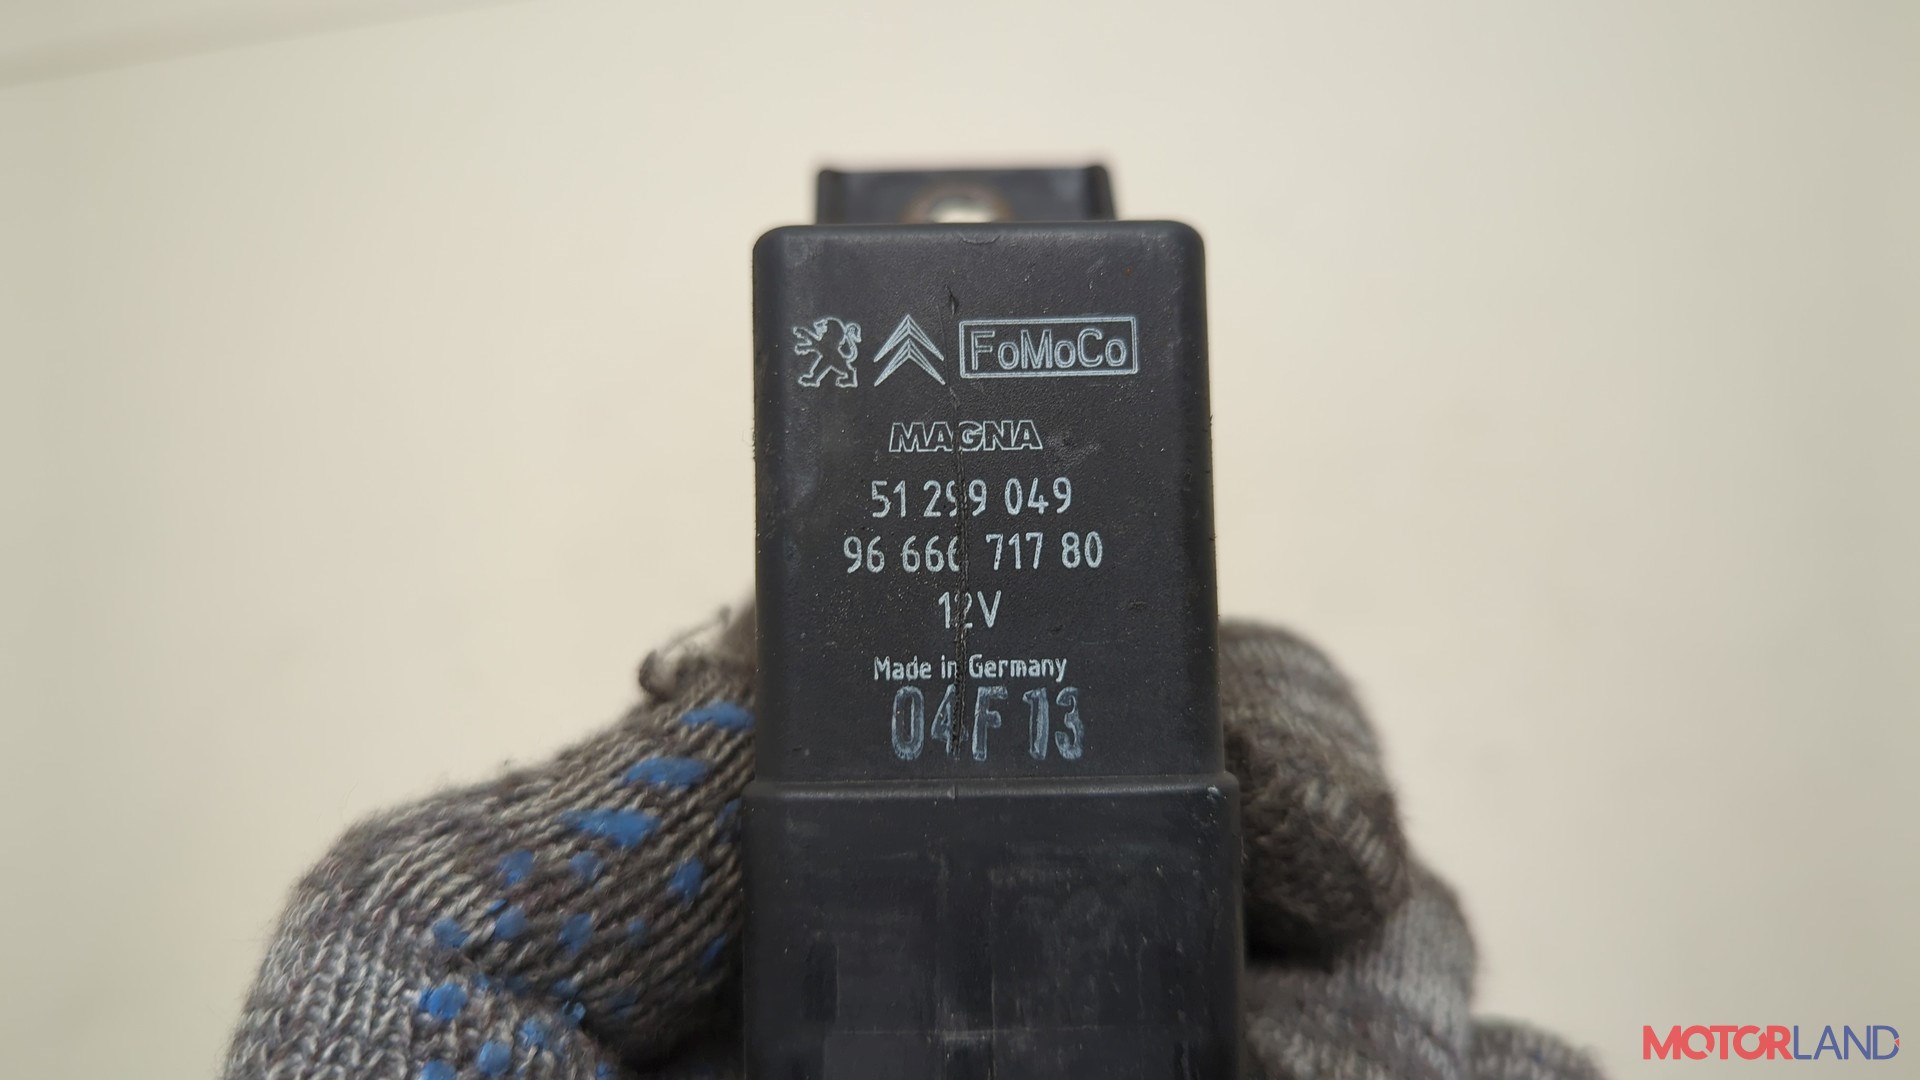 FoMoCo
MAGNA
51 299 049
96 666 717 80
12V
Made in Germany
04F13
MOTORLAND